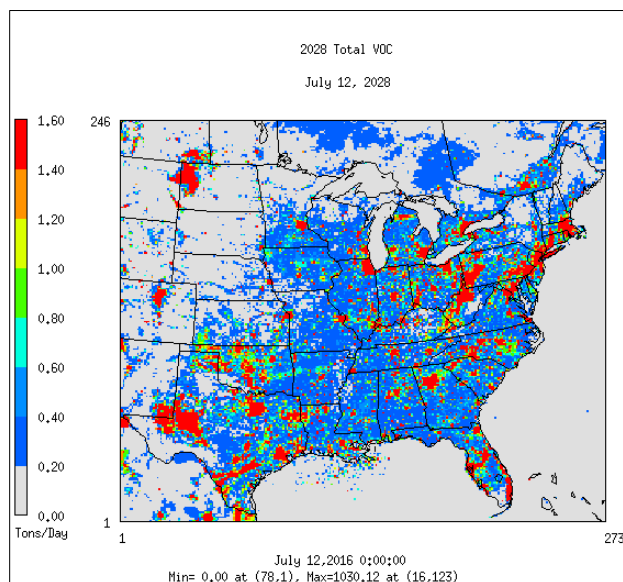 2028 Total VOC
July 12, 2028
1.60
1.40
1.20
1.00
0.80
0.60
0.40
0.20
0.00
Tons/Day
246
1
1
273
July 12,2016 0:00:00
Min= 0.00 at (78,1), Max=1030.12 at (16,123)